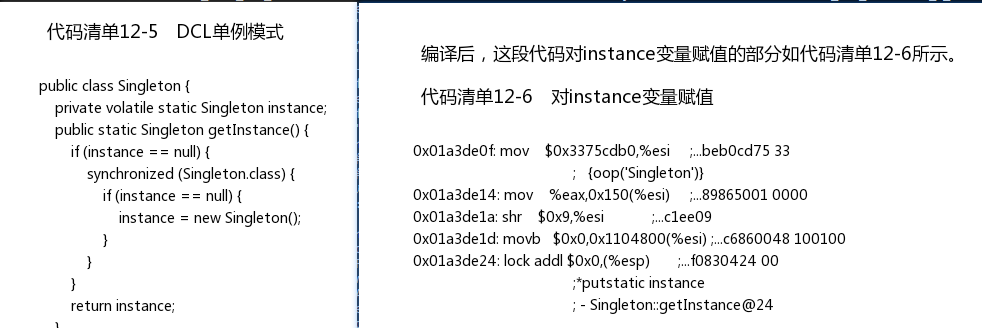 代码清单12-5 DCL单例模式
public class Singleton {
private volatile static Singleton instance;
public static Singleton getInstance() {
if (instance == null) {
synchronized (Singleton.class) {
if (instance == null) {
instance = new Singleton();
}
}
}
return instance;
}
编译后，这段代码对instance变量赋值的部分如代码清单12-6所示。
代码清单12-6 对instance变量赋值
0x01a3de0f: mov $0x3375cdb0,%esi ;...beb0cd75 33
; {oop('Singleton')}
0x01a3de14: mov %eax,0x150(%esi) ;...89865001 0000
0x01a3de1a: shr $0x9,%esi ;...c1ee09
0x01a3de1d: movb $0x0,0x1104800(%esi) ;...c6860048 100100
0x01a3de24: lock addl $0x0,(%esp) ;...f0830424 00
;*putstatic instance
; - Singleton::getInstance@24